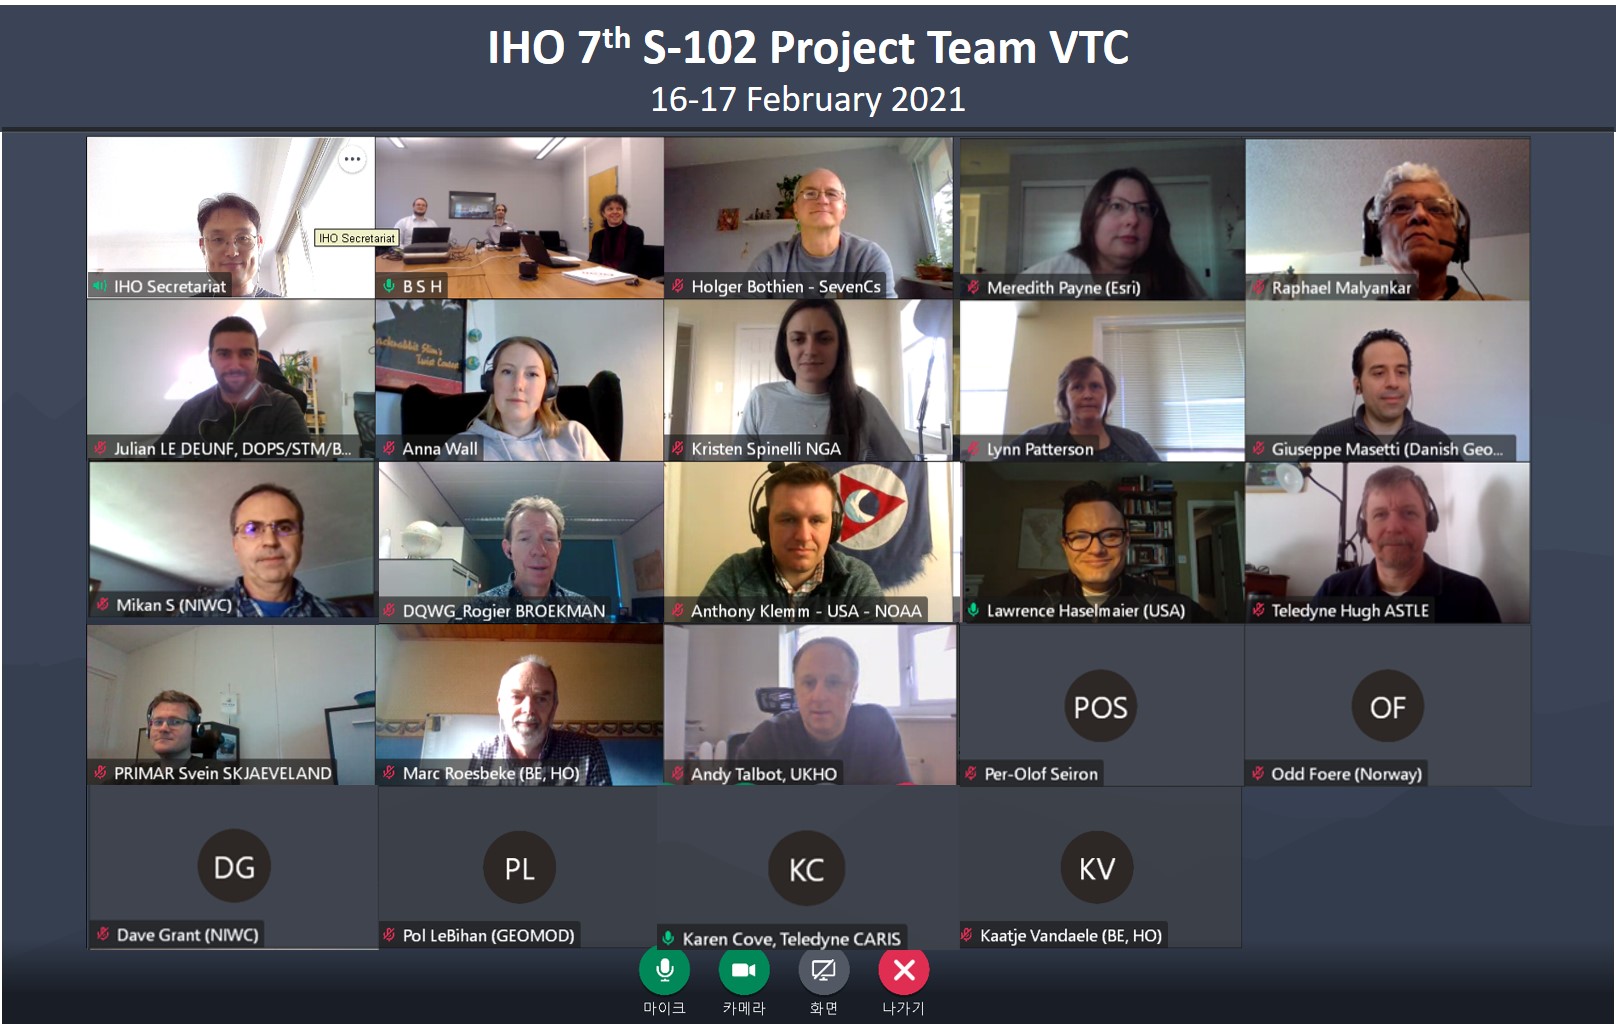 IHO 7th S-102 Project Team VTC
16-17 February 2021
IHO Secretariat
IHO Secretariat
B S H
Holger Bothien - SevenCs
Meredith Payne (Esri)
Raphael Malyankar
Jackrabbit Slim's
Twist Contest
Julian LE DEUNF, DOPS/STM/B...
Anna Wall
Kristen Spinelli NGA
Lynn Patterson
Giuseppe Masetti (Danish Geo...
Mikan S (NIWC)
DQWG_Rogier BROEKMAN
Anthony Klemm - USA - NOAA
Lawrence Haselmaier (USA)
Teledyne Hugh ASTLE
PRIMAR Svein SKJAEVELAND
Marc Roesbeke (BE, HO)
Andy Talbot, UKHO
POS
Per-Olof Seiron
OF
Odd Foere (Norway)
DG
Dave Grant (NIWC)
PL
Pol LeBihan (GEOMOD)
KC
Karen Cove, Teledyne CARIS
KV
Kaatje Vandaele (BE, HO)
마이크
카메라
화면
나가기